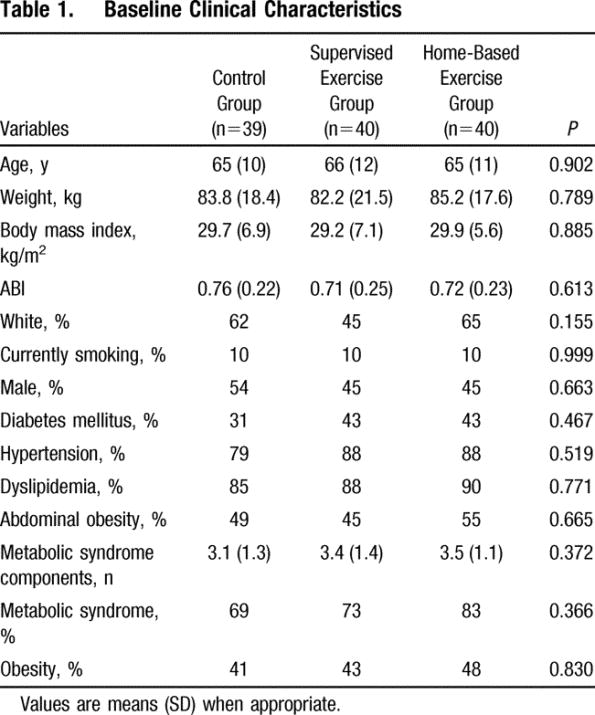 Table 1. Baseline Clinical Characteristics
Variables Control Group (n=39) Supervised Exercise Group (n=40) Home-Based Exercise Group (n=40) P
Age, y 65 (10) 66 (12) 65 (11) 0.902
Weight, kg 83.8 (18.4) 82.2 (21.5) 85.2 (17.6) 0.789
Body mass index, kg/m² 29.7 (6.9) 29.2 (7.1) 29.9 (5.6) 0.885
ABI 0.76 (0.22) 0.71 (0.25) 0.72 (0.23) 0.613
White, % 62 45 65 0.155
Currently smoking, % 10 10 10 0.999
Male, % 54 45 45 0.663
Diabetes mellitus, % 31 43 43 0.467
Hypertension, % 79 88 88 0.519
Dyslipidemia, % 85 88 90 0.771
Abdominal obesity, % 49 45 55 0.665
Metabolic syndrome components, n 3.1 (1.3) 3.4 (1.4) 3.5 (1.1) 0.372
Metabolic syndrome, % 69 73 83 0.366
Obesity, % 41 43 48 0.830
Values are means (SD) when appropriate.